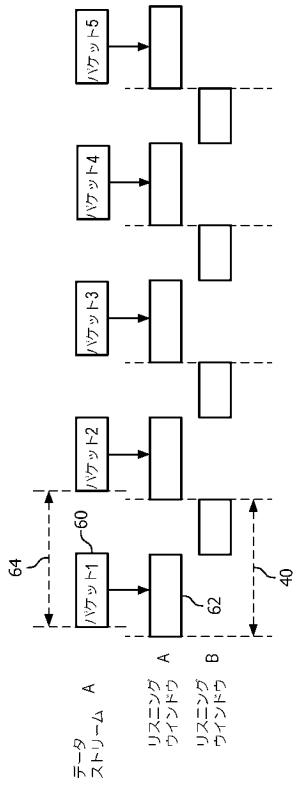 64
60
データ
ストリーム A
パケット1
パケット2
パケット3
パケット4
パケット5
リスニング
ウインドウ A
62
リスニング
ウインドウ B
40